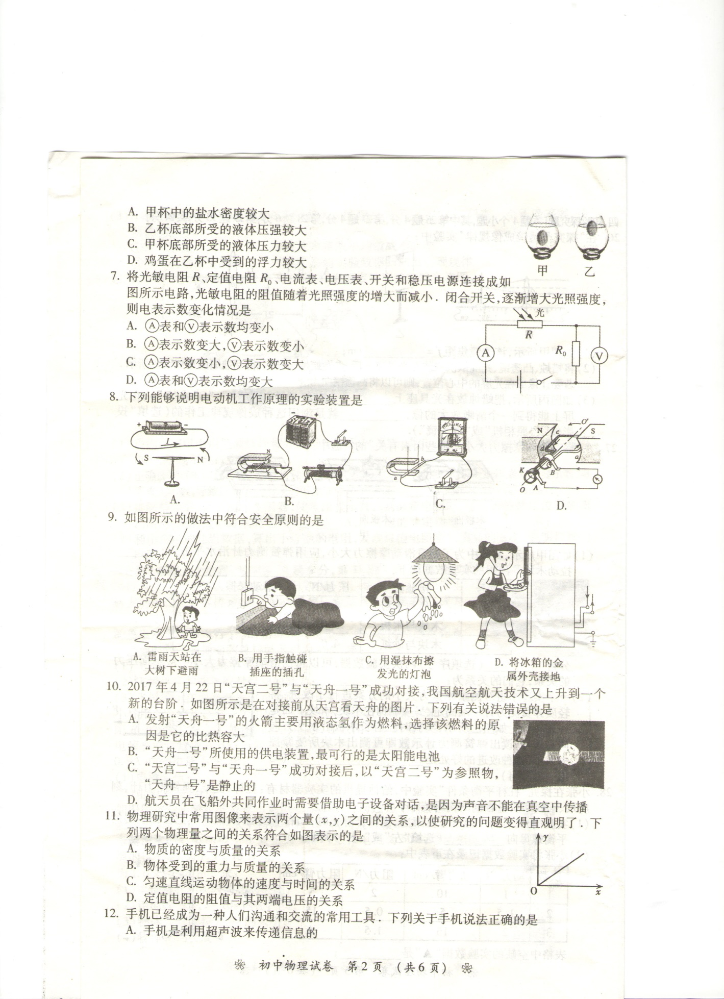 A. 甲杯中的盐水密度较大
B. 乙杯底部所受的液体压强较大
C. 甲杯底部所受的液体压力较大
D. 鸡蛋在乙杯中受到的浮力较大
甲 乙
7. 将光敏电阻 R、定值电阻 R₀、电流表、电压表、开关和稳压电源连接成如
图所示电路,光敏电阻的阻值随着光照强度的增大而减小. 闭合开关,逐渐增大光照强度,
则电表示数变化情况是
A. Ⓐ表和Ⓥ表示数均变小
B. Ⓐ表示数变大,Ⓥ表示数变小
C. Ⓐ表示数变小,Ⓥ表示数变大
D. Ⓐ表和Ⓥ表示数均变大
光
R
A R₀ V
8. 下列能够说明电动机工作原理的实验装置是
+ - I S N
- + N B A S
a b c
N S O′ c d a K B A O
A. B. C. D.
9. 如图所示的做法中符合安全原则的是
A. 雷雨天站在
大树下避雨
B. 用手指触碰
插座的插孔
C. 用湿抹布擦
发光的灯泡
D. 将冰箱的金
属外壳接地
10. 2017 年 4 月 22 日“天宫二号”与“天舟一号”成功对接,我国航空航天技术又上升到一个
新的台阶. 如图所示是在对接前从天宫看天舟的图片. 下列有关说法错误的是
A. 发射“天舟一号”的火箭主要用液态氢作为燃料,选择该燃料的原
因是它的比热容大
B. “天舟一号”所使用的供电装置,最可行的是太阳能电池
C. “天宫二号”与“天舟一号”成功对接后,以“天宫二号”为参照物,
“天舟一号”是静止的
D. 航天员在飞船外共同作业时需要借助电子设备对话,是因为声音不能在真空中传播
11. 物理研究中常用图像来表示两个量(x,y)之间的关系,以使研究的问题变得直观明了. 下
列两个物理量之间的关系符合如图表示的是
A. 物质的密度与质量的关系
B. 物体受到的重力与质量的关系
C. 匀速直线运动物体的速度与时间的关系
D. 定值电阻的阻值与其两端电压的关系
y
O x
12. 手机已经成为一种人们沟通和交流的常用工具. 下列关于手机说法正确的是
A. 手机是利用超声波来传递信息的
初中物理试卷 第 2 页 (共 6 页)